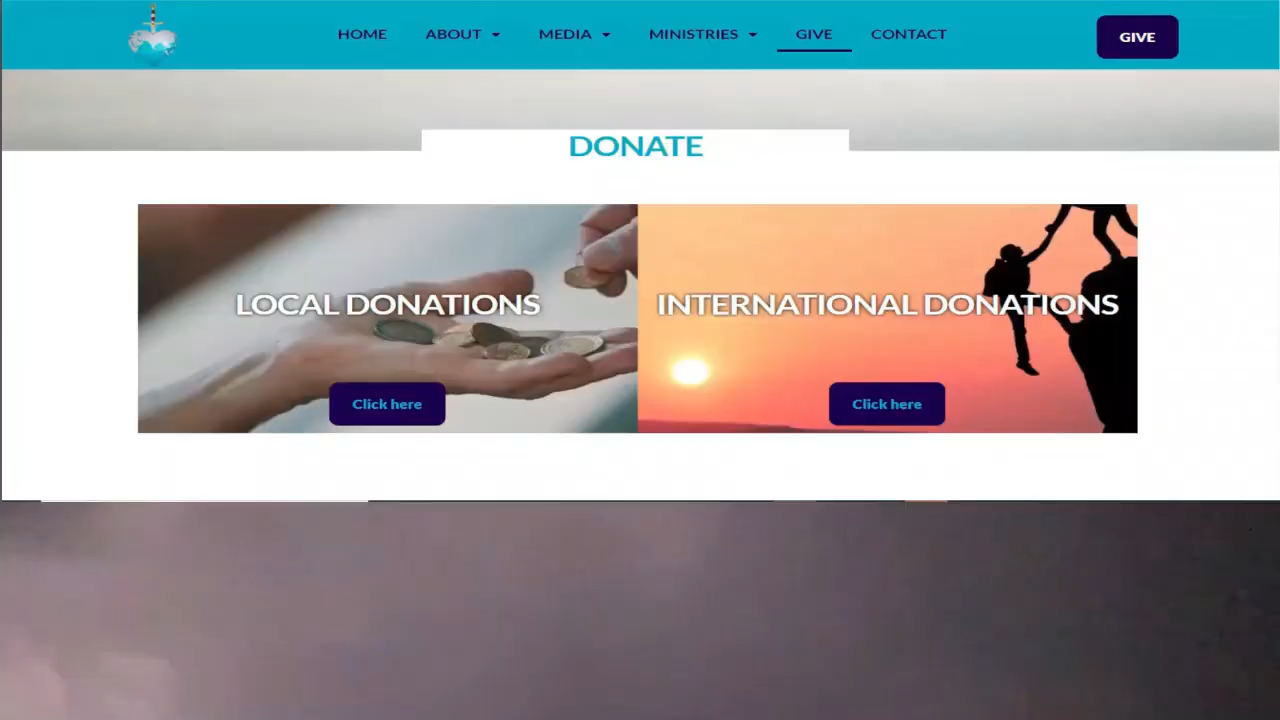 HOME ABOUT MEDIA MINISTRIES GIVE CONTACT GIVE
DONATE
LOCAL DONATIONS INTERNATIONAL DONATIONS
Click here Click here